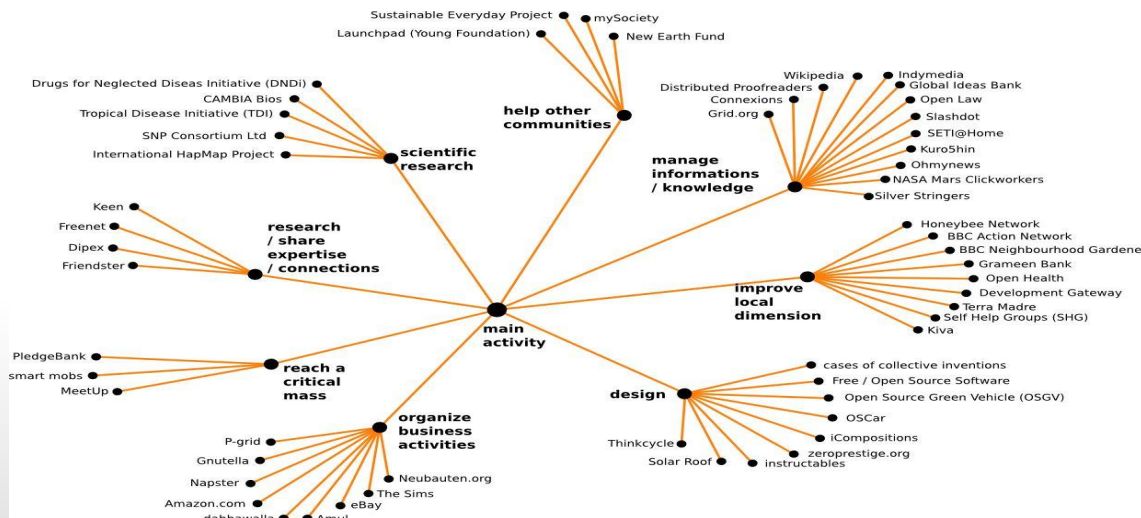 Sustainable Everyday Project
mySociety
Launchpad (Young Foundation)
New Earth Fund
help other
communities
Drugs for Neglected Diseas Initiative (DNDi)
CAMBIA Bios
Tropical Disease Initiative (TDI)
SNP Consortium Ltd
International HapMap Project
scientific
research
Wikipedia
Indymedia
Distributed Proofreaders
Global Ideas Bank
Connexions
Open Law
Grid.org
Slashdot
SETI@Home
Kuro5hin
Ohmynews
NASA Mars Clickworkers
Silver Stringers
manage
informations
/ knowledge
Keen
Freenet
Dipex
Friendster
research
/ share
expertise
/ connections
Honeybee Network
BBC Action Network
BBC Neighbourhood Gardene
Grameen Bank
Open Health
Development Gateway
Terra Madre
Self Help Groups (SHG)
Kiva
improve
local
dimension
main
activity
PledgeBank
smart mobs
MeetUp
reach a
critical
mass
design
cases of collective inventions
Free / Open Source Software
Open Source Green Vehicle (OSGV)
OSCar
iCompositions
zeroprestige.org
instructables
Solar Roof
Thinkcycle
organize
business
activities
P-grid
Gnutella
Napster
Amazon.com
dabbawalla
Amul
eBay
The Sims
Neubauten.org